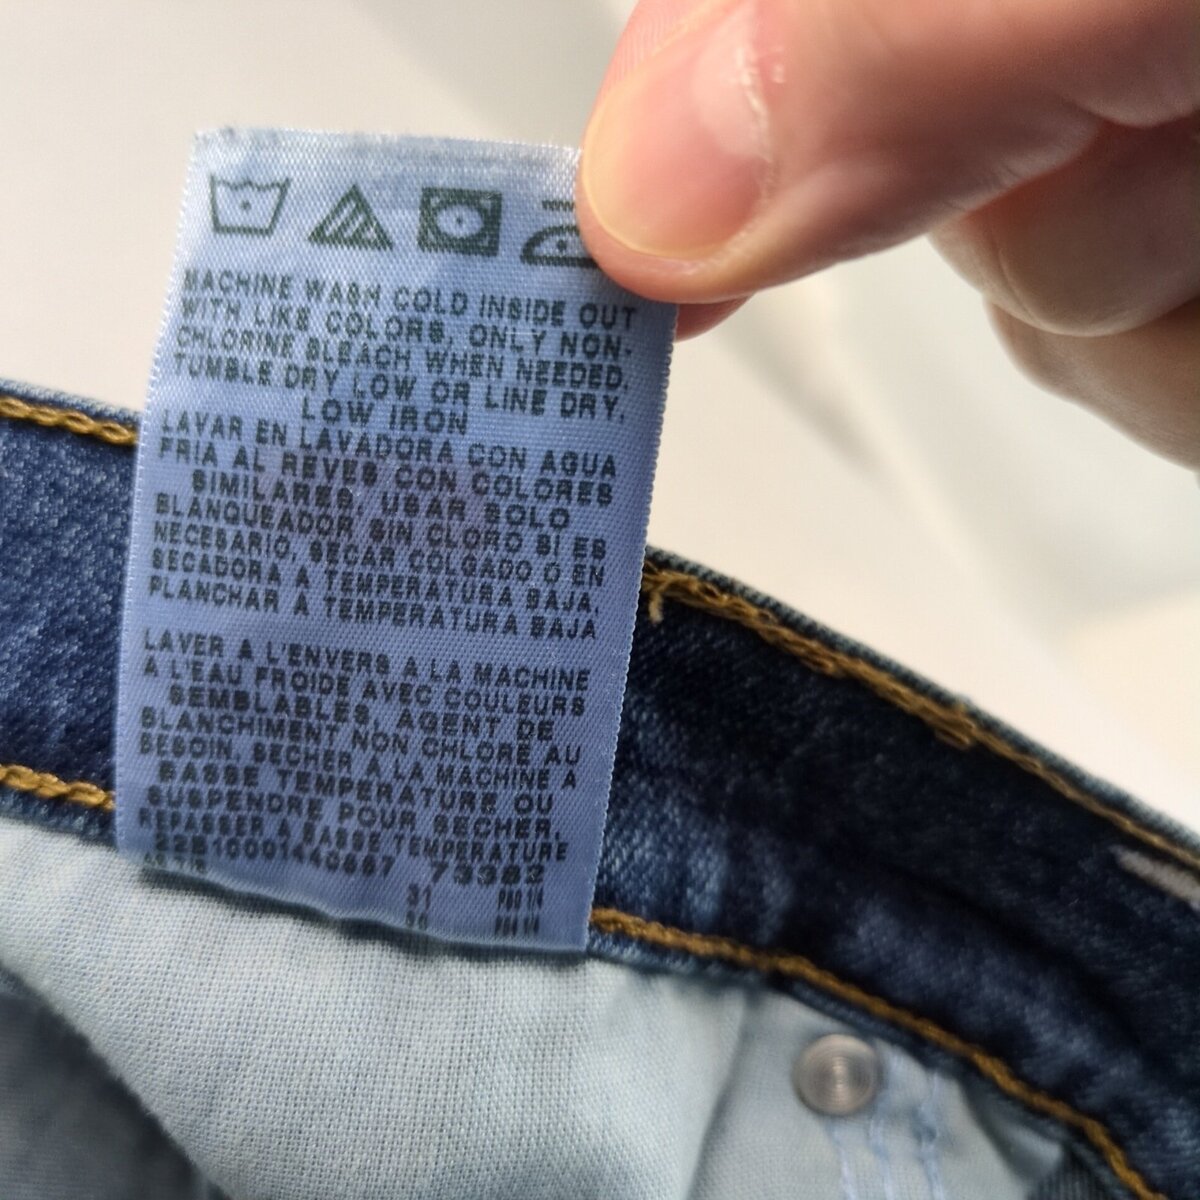 MACHINE WASH COLD INSIDE OUT
WITH LIKE COLORS, ONLY NON-
CHLORINE BLEACH WHEN NEEDED.
TUMBLE DRY LOW OR LINE DRY,
LOW IRON
LAVAR EN LAVADORA CON AGUA
FRIA AL REVES CON COLORES
SIMILARES, USAR SOLO
BLANQUEADOR SIN CLORO SI ES
NECESARIO, SECAR COLGADO O EN
SECADORA A TEMPERATURA BAJA,
PLANCHAR A TEMPERATURA BAJA
LAVER A L'ENVERS A LA MACHINE
A L'EAU FROIDE AVEC COULEURS
SEMBLABLES, AGENT DE
BLANCHIMENT NON CHLORE AU
BESOIN, SECHER A LA MACHINE A
BASSE TEMPERATURE OU
SUSPENDRE POUR SECHER,
REPASSER A BASSE TEMPERATURE
73382
31